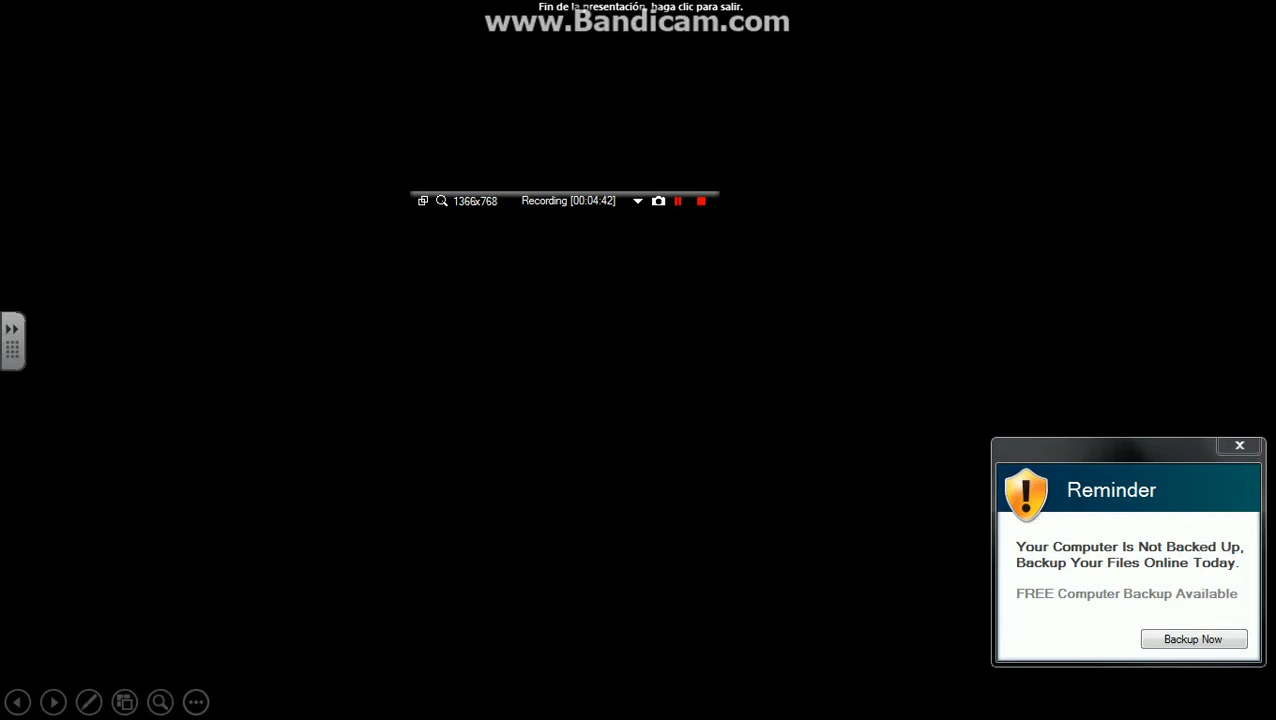 Fin de la presentación, haga clic para salir.
www.Bandicam.com
1366x768 Recording [00:04:42]
Reminder
Your Computer Is Not Backed Up,
Backup Your Files Online Today.
FREE Computer Backup Available
Backup Now